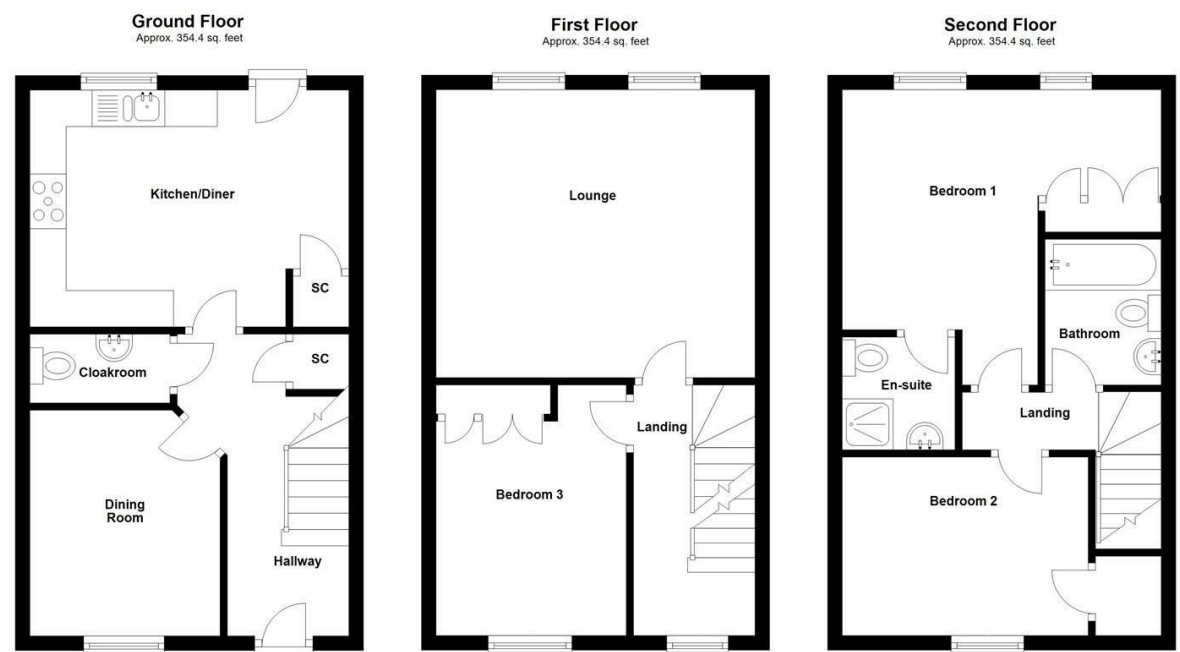 Ground Floor
Approx. 354.4 sq. feet
Kitchen/Diner
SC
SC
Cloakroom
Dining
Room
Hallway
First Floor
Approx. 354.4 sq. feet
Lounge
Landing
Bedroom 3
Second Floor
Approx. 354.4 sq. feet
Bedroom 1
Bathroom
En-suite
Landing
Bedroom 2